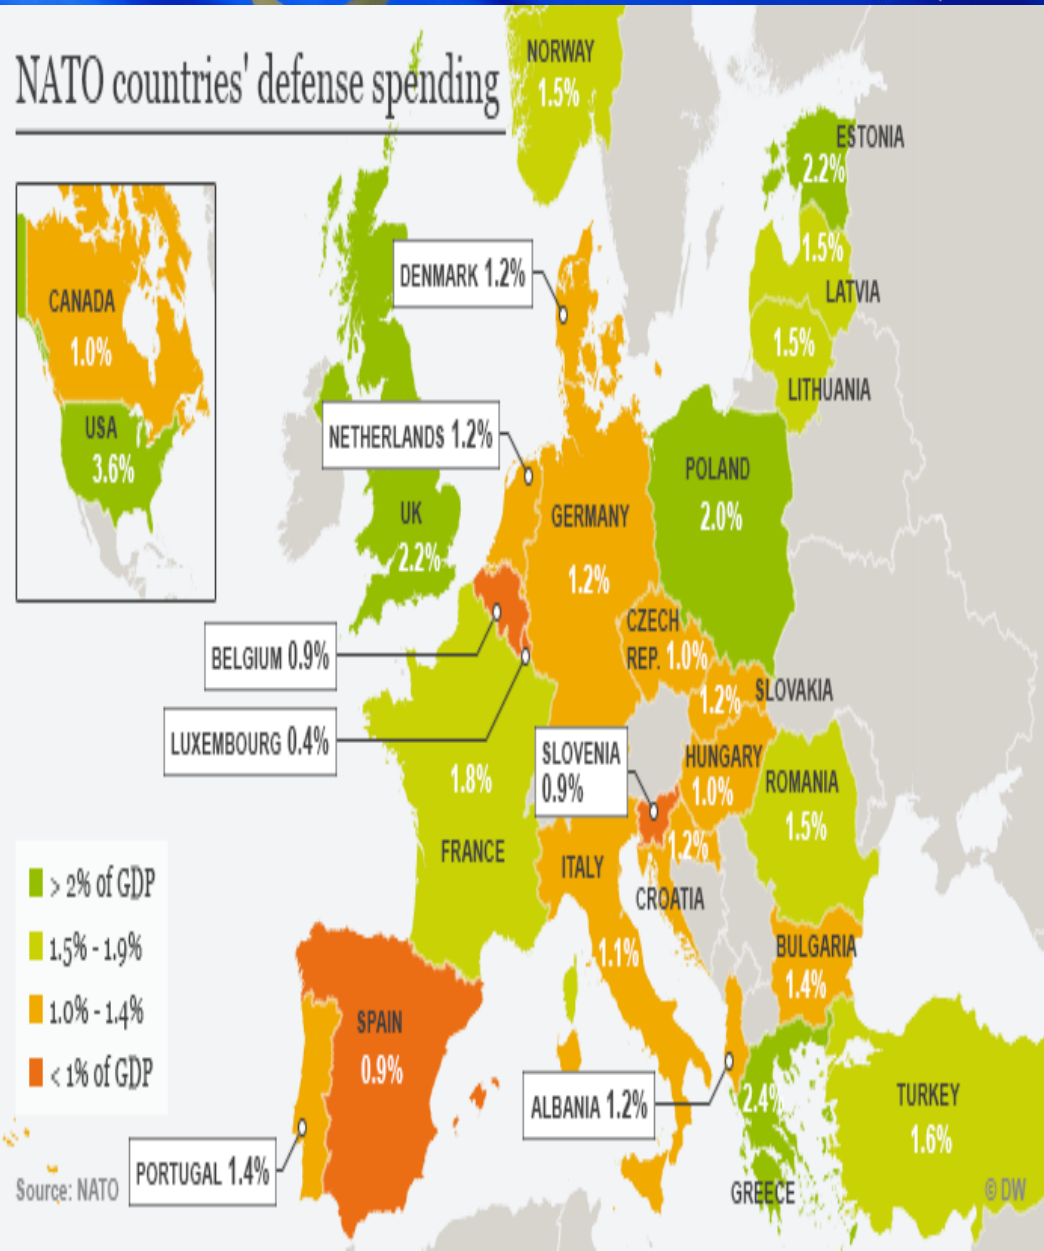 NATO countries' defense spending
NORWAY
1.5%
ESTONIA
2.2%
1.5%
LATVIA
1.5%
LITHUANIA
CANADA
1.0%
USA
3.6%
DENMARK 1.2%
NETHERLANDS 1.2%
UK
2.2%
GERMANY
1.2%
POLAND
2.0%
BELGIUM 0.9%
LUXEMBOURG 0.4%
CZECH
REP. 1.0%
1.2%
SLOVAKIA
SLOVENIA
0.9%
HUNGARY
1.0%
ROMANIA
1.5%
1.8%
FRANCE
ITALY
1.1%
1.2%
CROATIA
BULGARIA
1.4%
> 2% of GDP
1.5% - 1.9%
1.0% - 1.4%
< 1% of GDP
SPAIN
0.9%
ALBANIA 1.2%
2.4%
GREECE
TURKEY
1.6%
PORTUGAL 1.4%
Source: NATO
© DW